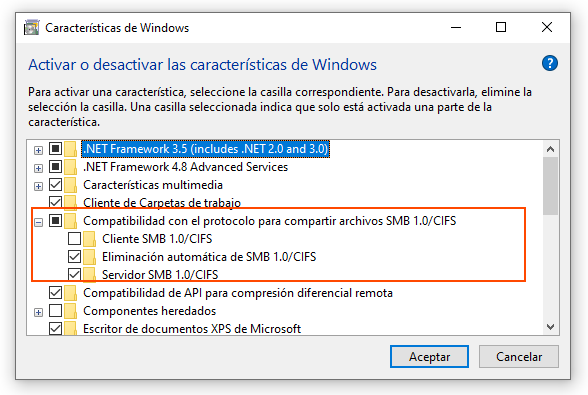 Características de Windows
Activar o desactivar las características de Windows
?
Para activar una característica, seleccione la casilla correspondiente. Para desactivarla, elimine la
selección la casilla. Una casilla seleccionada indica que solo está activada una parte de la
característica.
.NET Framework 3.5 (includes .NET 2.0 and 3.0)
.NET Framework 4.8 Advanced Services
Características multimedia
Cliente de Carpetas de trabajo
Compatibilidad con el protocolo para compartir archivos SMB 1.0/CIFS
Cliente SMB 1.0/CIFS
Eliminación automática de SMB 1.0/CIFS
Servidor SMB 1.0/CIFS
Compatibilidad de API para compresión diferencial remota
Componentes heredados
Escritor de documentos XPS de Microsoft
Aceptar
Cancelar